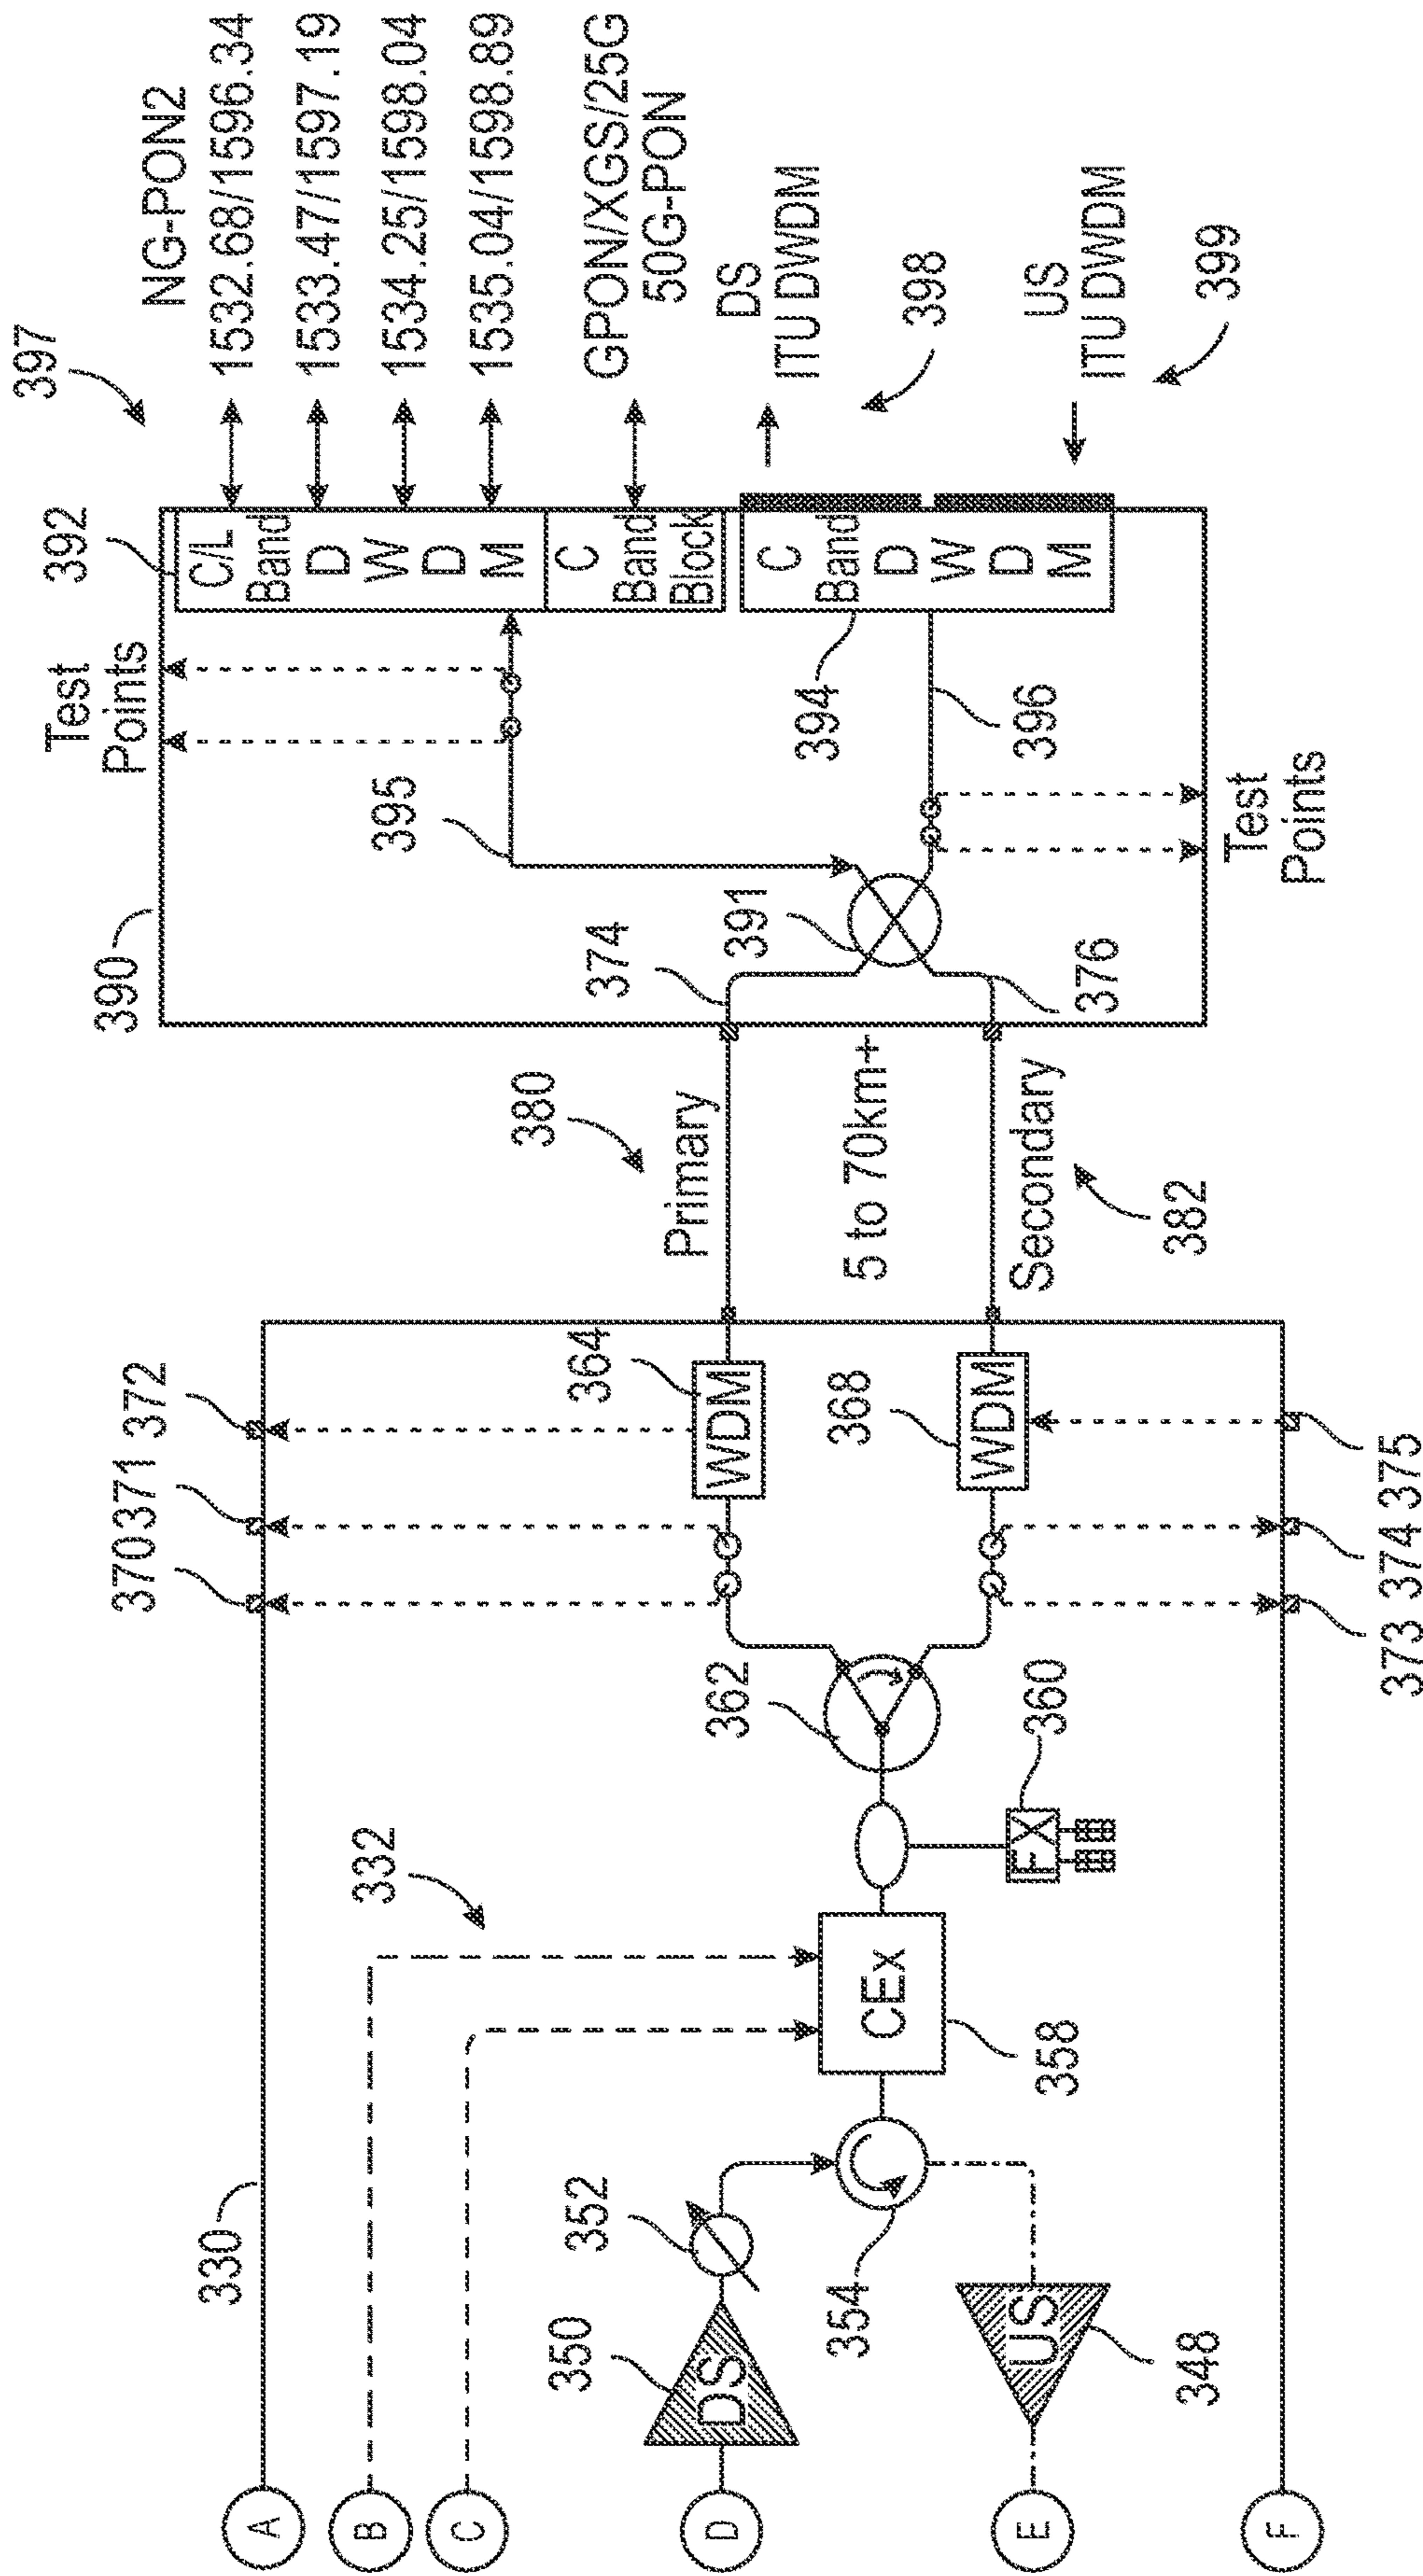 397
NG-PON2
1532.68/1596.34
1533.47/1597.19
1534.25/1598.04
1535.04/1598.89
GPON/XGS/25G
50G-PON
DS
ITU DWDM
398
US
ITU DWDM
399
392
C/L
Band
D
W
D
M
C
Band
Block
C
Band
D
W
D
M
Test
Points
394
396
395
390
374
391
376
Test
Points
380
Primary
5 to 70km+
Secondary
382
370
371
372
364
WDM
368
WDM
373
374
375
362
360
FX
332
CEx
358
330
352
354
350
DS
US
348
A
B
C
D
E
F